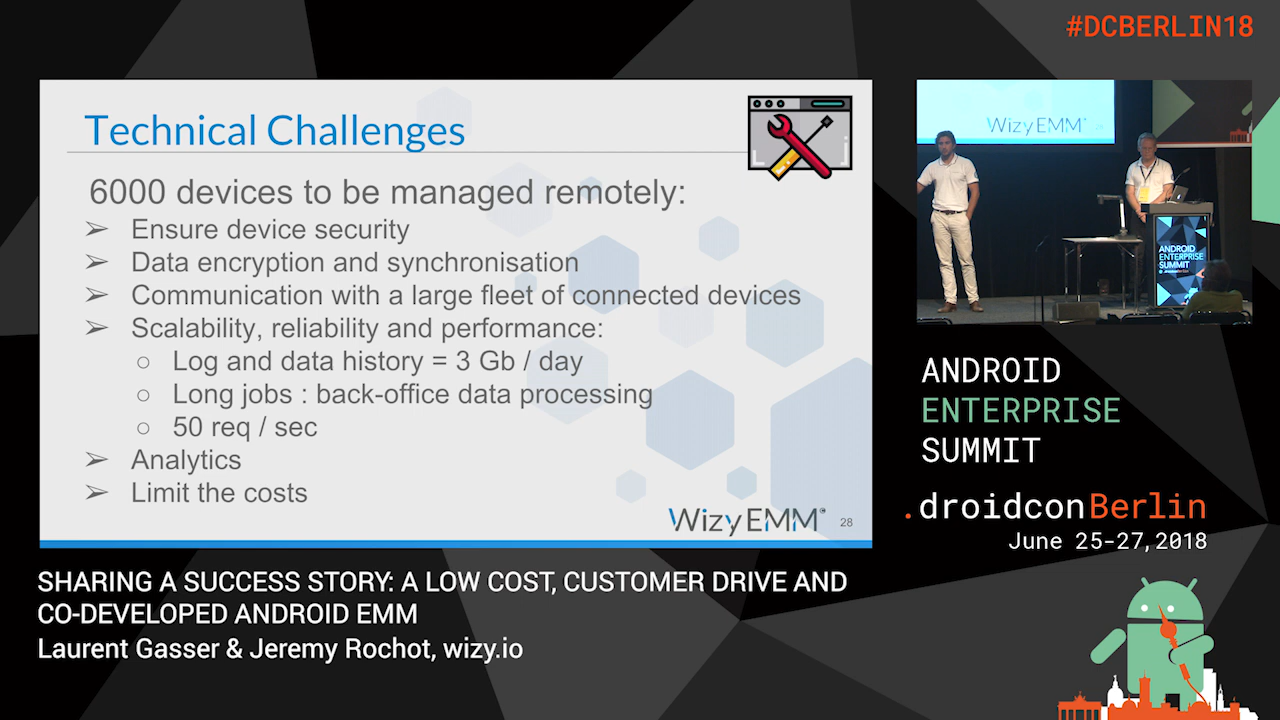 #DCBERLIN18
Technical Challenges
6000 devices to be managed remotely:
➢ Ensure device security
➢ Data encryption and synchronisation
➢ Communication with a large fleet of connected devices
➢ Scalability, reliability and performance:
○ Log and data history = 3 Gb / day
○ Long jobs : back-office data processing
○ 50 req / sec
➢ Analytics
➢ Limit the costs
WizyEMM
28
WizyEMM
ANDROID
ENTERPRISE
SUMMIT
ANDROID
ENTERPRISE
SUMMIT
.droidconBerlin
June 25-27, 2018
SHARING A SUCCESS STORY: A LOW COST, CUSTOMER DRIVE AND
CO-DEVELOPED ANDROID EMM
Laurent Gasser & Jeremy Rochot, wizy.io